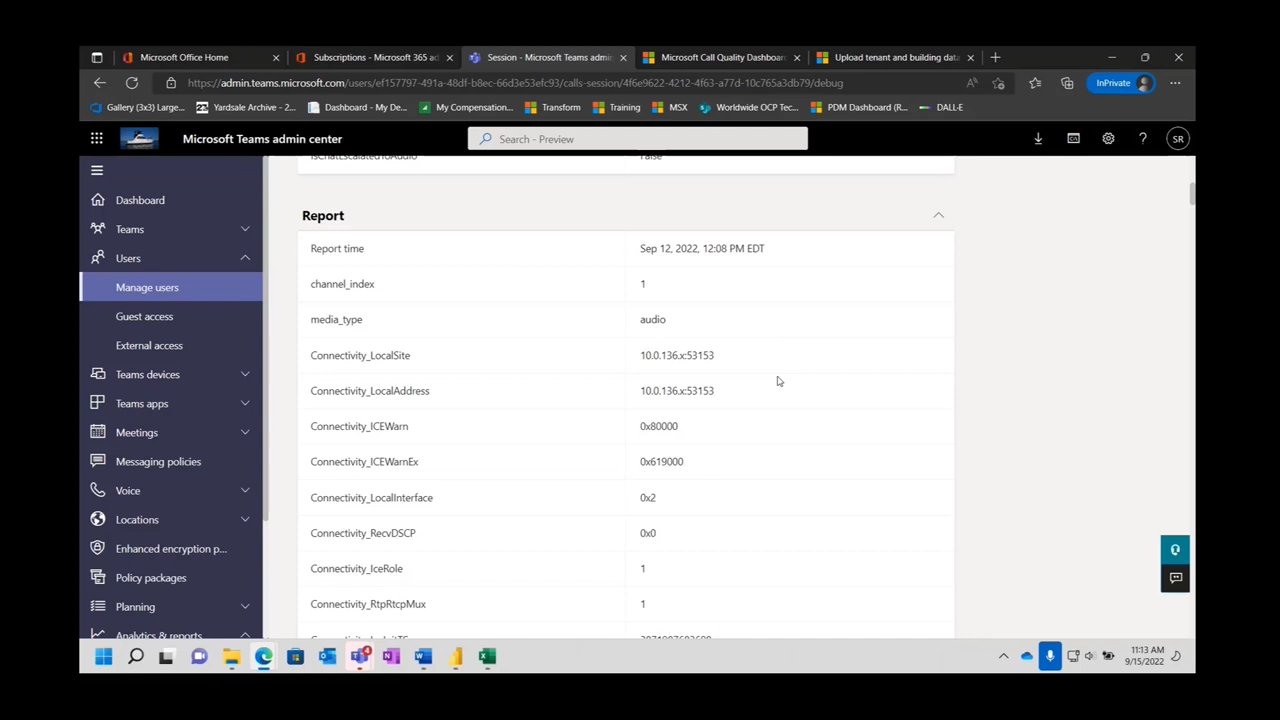 Microsoft Office Home
Subscriptions - Microsoft 365 ad
Session - Microsoft Teams admin
Microsoft Call Quality Dashboar
Upload tenant and building data
https://admin.teams.microsoft.com/users/ef157797-491a-48df-b8ec-66d3e53efc93/calls-session/4f6e9622-4212-4f63-a77d-10c765a3db79/debug
InPrivate
Gallery (3x3) Large...
Yardsale Archive - 2...
Dashboard - My De...
My Compensation...
Transform
Training
MSX
Worldwide OCP Tec...
PDM Dashboard (R...
DALL-E
Microsoft Teams admin center
Search - Preview
SR
Dashboard
Teams
Users
Manage users
Guest access
External access
Teams devices
Teams apps
Meetings
Messaging policies
Voice
Locations
Enhanced encryption p...
Policy packages
Planning
Analytics & reports
IsChatEscalatedToAudio False
Report
Report time Sep 12, 2022, 12:08 PM EDT
channel_index 1
media_type audio
Connectivity_LocalSite 10.0.136.x:53153
Connectivity_LocalAddress 10.0.136.x:53153
Connectivity_ICEWarn 0x80000
Connectivity_ICEWarnEx 0x619000
Connectivity_LocalInterface 0x2
Connectivity_RecvDSCP 0x0
Connectivity_IceRole 1
Connectivity_RtpRtcpMux 1
4
11:13 AM
9/15/2022